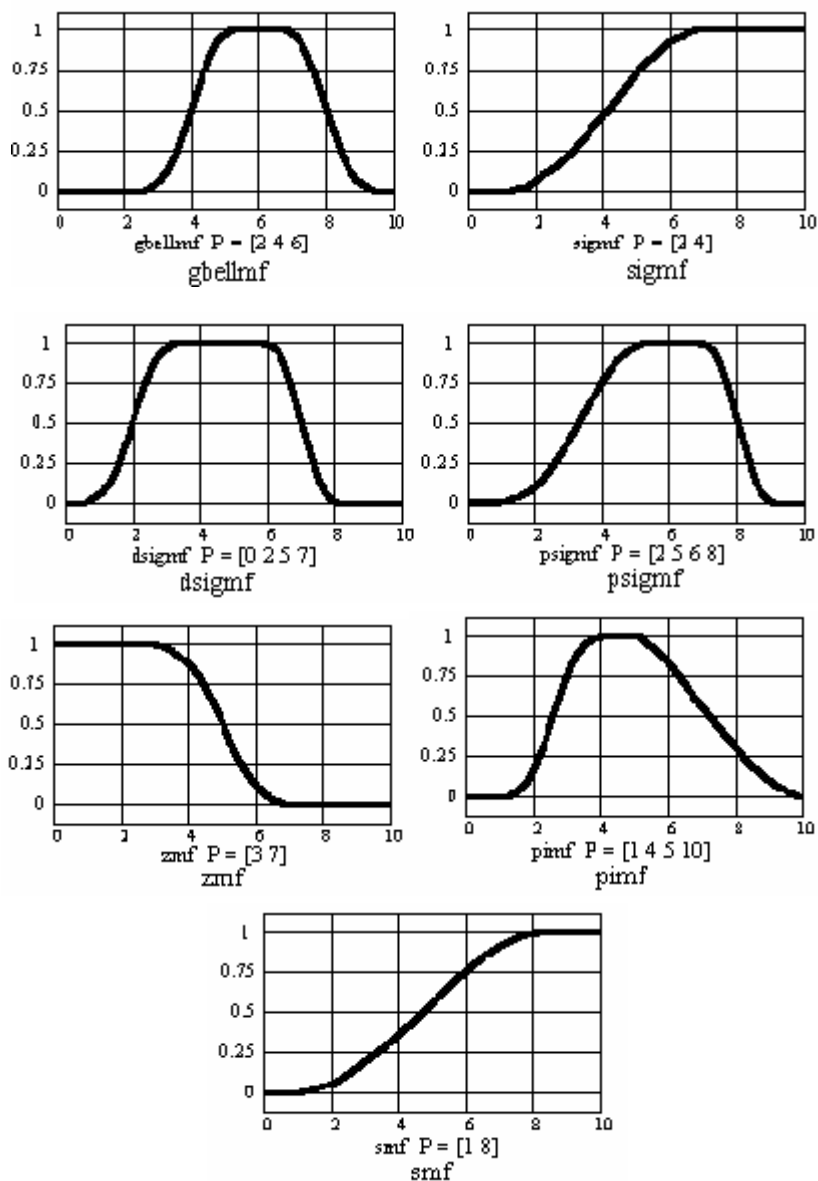 1
0.75
0.5
0.25
0
0 2 4 6 8 10
gbellmf P = [2 4 6]
gbellmf
1
0.75
0.5
0.25
0
0 2 4 6 8 10
sigmf P = [2 4]
sigmf
1
0.75
0.5
0.25
0
0 2 4 6 8 10
dsigmf P = [0 2 5 7]
dsigmf
1
0.75
0.5
0.25
0
0 2 4 6 8 10
psigmf P = [2 5 6 8]
psigmf
1
0.75
0.5
0.25
0
0 2 4 6 8 10
zmf P = [3 7]
zmf
1
0.75
0.5
0.25
0
0 2 4 6 8 10
pimf P = [1 4 5 10]
pimf
1
0.75
0.5
0.25
0
0 2 4 6 8 10
smf P = [1 8]
smf